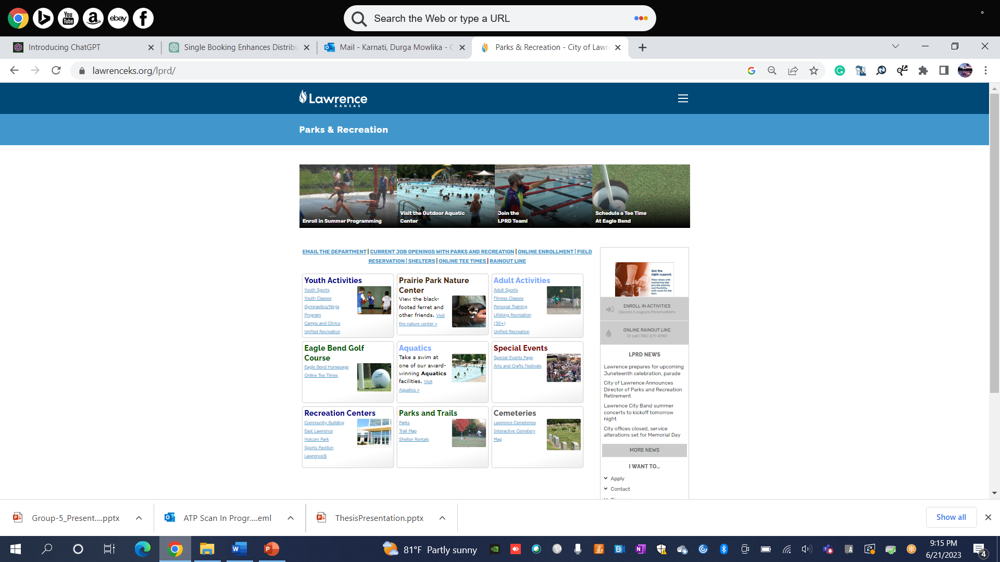 You
Tube
a
ebay
f
Search the Web or type a URL
Introducing ChatGPT
Single Booking Enhances Distribu
Mail - Karnati, Durga Mowlika - C
Parks & Recreation - City of Lawr
lawrenceks.org/lprd/
Lawrence
KANSAS
Parks & Recreation
Enroll in Summer Programming
Visit the Outdoor Aquatic
Center
Join the
LPRD Team!
Schedule a Tee Time
At Eagle Bend
EMAIL THE DEPARTMENT | CURRENT JOB OPENINGS WITH PARKS AND RECREATION | ONLINE ENROLLMENT | FIELD
RESERVATION | SHELTERS | ONLINE TEE TIMES | RAINOUT LINE
Youth Activities
Youth Sports
Youth Classes
Gymnastics/Ninja
Program
Camps and Clinics
Unified Recreation
Prairie Park Nature
Center
View the black-
footed ferret and
other friends. Visit
the nature center »
Adult Activities
Adult Sports
Fitness Classes
Personal Training
Lifelong Recreation
(50+)
Unified Recreation
Eagle Bend Golf
Course
Eagle Bend Homepage
Online Tee Times
Aquatics
Take a swim at
one of our award-
winning Aquatics
facilities. Visit
Aquatics »
Special Events
Special Events Page
Arts and Crafts Festivals
Recreation Centers
Community Building
East Lawrence
Holcom Park
Sports Pavilion
Lawrence®
Parks and Trails
Parks
Trail Map
Shelter Rentals
Cemeteries
Lawrence Cemeteries
Interactive Cemetery
Map
Get the
right support.
Wear shoes with
cushioning that
provide stability
and flexibility,
with room for the
toes.
ENROLL IN ACTIVITIES
Classes/Leagues/Reservations
ONLINE RAINOUT LINE
Or call (785) 371-4980
LPRD NEWS
Lawrence prepares for upcoming
Juneteenth celebration, parade
City of Lawrence Announces
Director of Parks and Recreation
Retirement
Lawrence City Band summer
concerts to kickoff tomorrow
night
City offices closed, service
alterations set for Memorial Day
MORE NEWS
I WANT TO...
Apply
Contact
Group-5_Present....pptx
ATP Scan In Progr....eml
ThesisPresentation.pptx
Show all
81°F Partly sunny
9:15 PM
6/21/2023
4